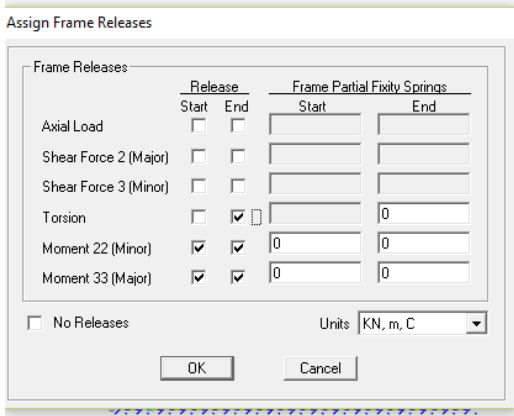 Assign Frame Releases
Frame Releases
Release Frame Partial Fixity Springs
Start End Start End
Axial Load
Shear Force 2 (Major)
Shear Force 3 (Minor)
Torsion 0
Moment 22 (Minor) 0 0
Moment 33 (Major) 0 0
No Releases Units KN, m, C
OK Cancel